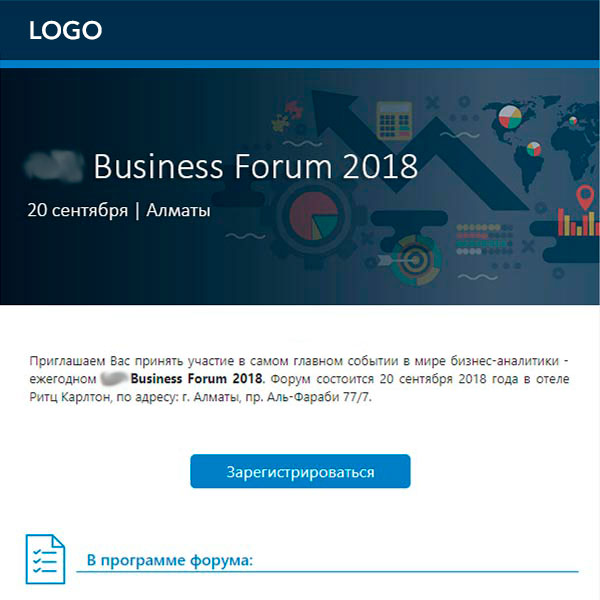 LOGO
Business Forum 2018
20 сентября | Алматы
Приглашаем Вас принять участие в самом главном событии в мире бизнес-аналитики -
ежегодном Business Forum 2018. Форум состоится 20 сентября 2018 года в отеле
Ритц Карлтон, по адресу: г. Алматы, пр. Аль-Фараби 77/7.
Зарегистрироваться
В программе форума: